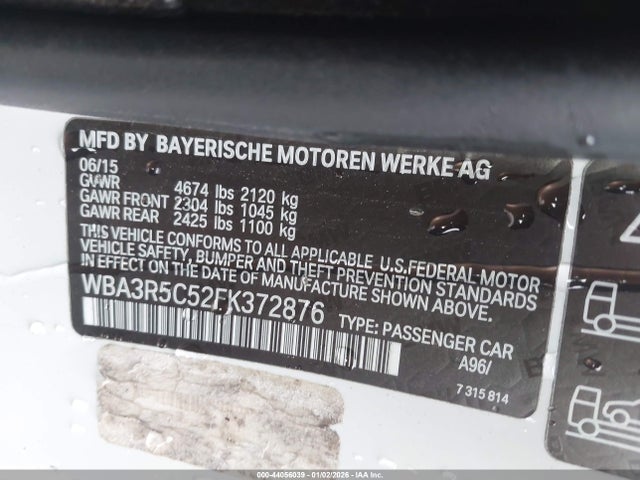 MFD BY BAYERISCHE MOTOREN WERKE AG
06/15
GVWR 4674 lbs 2120 kg
GAWR FRONT 2304 lbs 1045 kg
GAWR REAR 2425 lbs 1100 kg
THIS VEHICLE CONFORMS TO ALL APPLICABLE U.S.FEDERAL MOTOR
VEHICLE SAFETY, BUMPER, AND THEFT PREVENTION STANDARDS
IN EFFECT ON THE DATE OF MANUFACTURE SHOWN ABOVE.
WBA3R5C52FK372876 TYPE: PASSENGER CAR
A96/
7 315 814
000-44056039 - 01/02/2026 - IAA Inc.